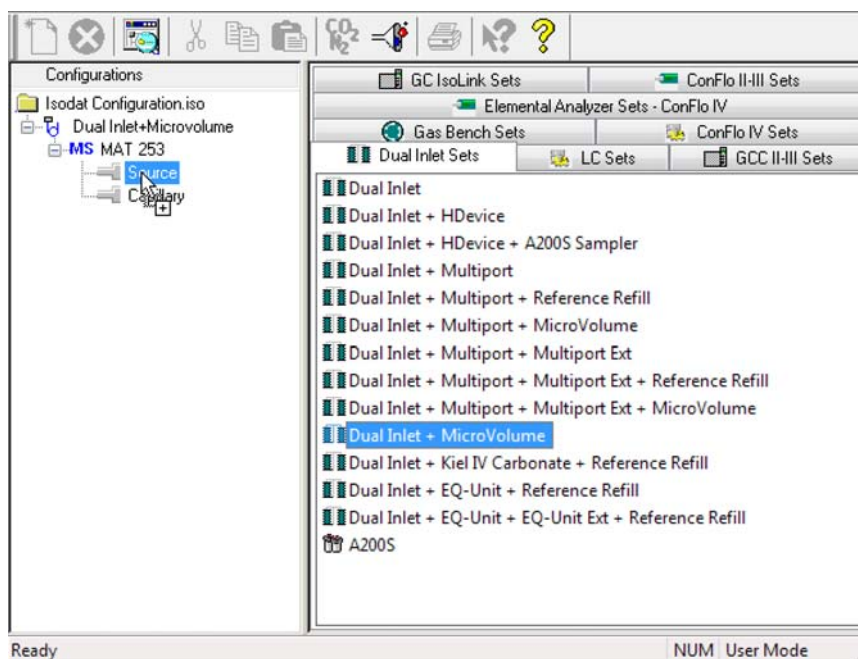 CO2
N2
Configurations
Isodat Configuration.iso
Dual Inlet+Microvolume
MS MAT 253
Source
Capillary
GC IsoLink Sets
ConFlo II-III Sets
Elemental Analyzer Sets - ConFlo IV
Gas Bench Sets
ConFlo IV Sets
Dual Inlet Sets
LC Sets
GCC II-III Sets
Dual Inlet
Dual Inlet + HDevice
Dual Inlet + HDevice + A200S Sampler
Dual Inlet + Multiport
Dual Inlet + Multiport + Reference Refill
Dual Inlet + Multiport + MicroVolume
Dual Inlet + Multiport + Multiport Ext
Dual Inlet + Multiport + Multiport Ext + Reference Refill
Dual Inlet + Multiport + Multiport Ext + MicroVolume
Dual Inlet + MicroVolume
Dual Inlet + Kiel IV Carbonate + Reference Refill
Dual Inlet + EQ-Unit + Reference Refill
Dual Inlet + EQ-Unit + EQ-Unit Ext + Reference Refill
A200S
Ready
NUM
User Mode